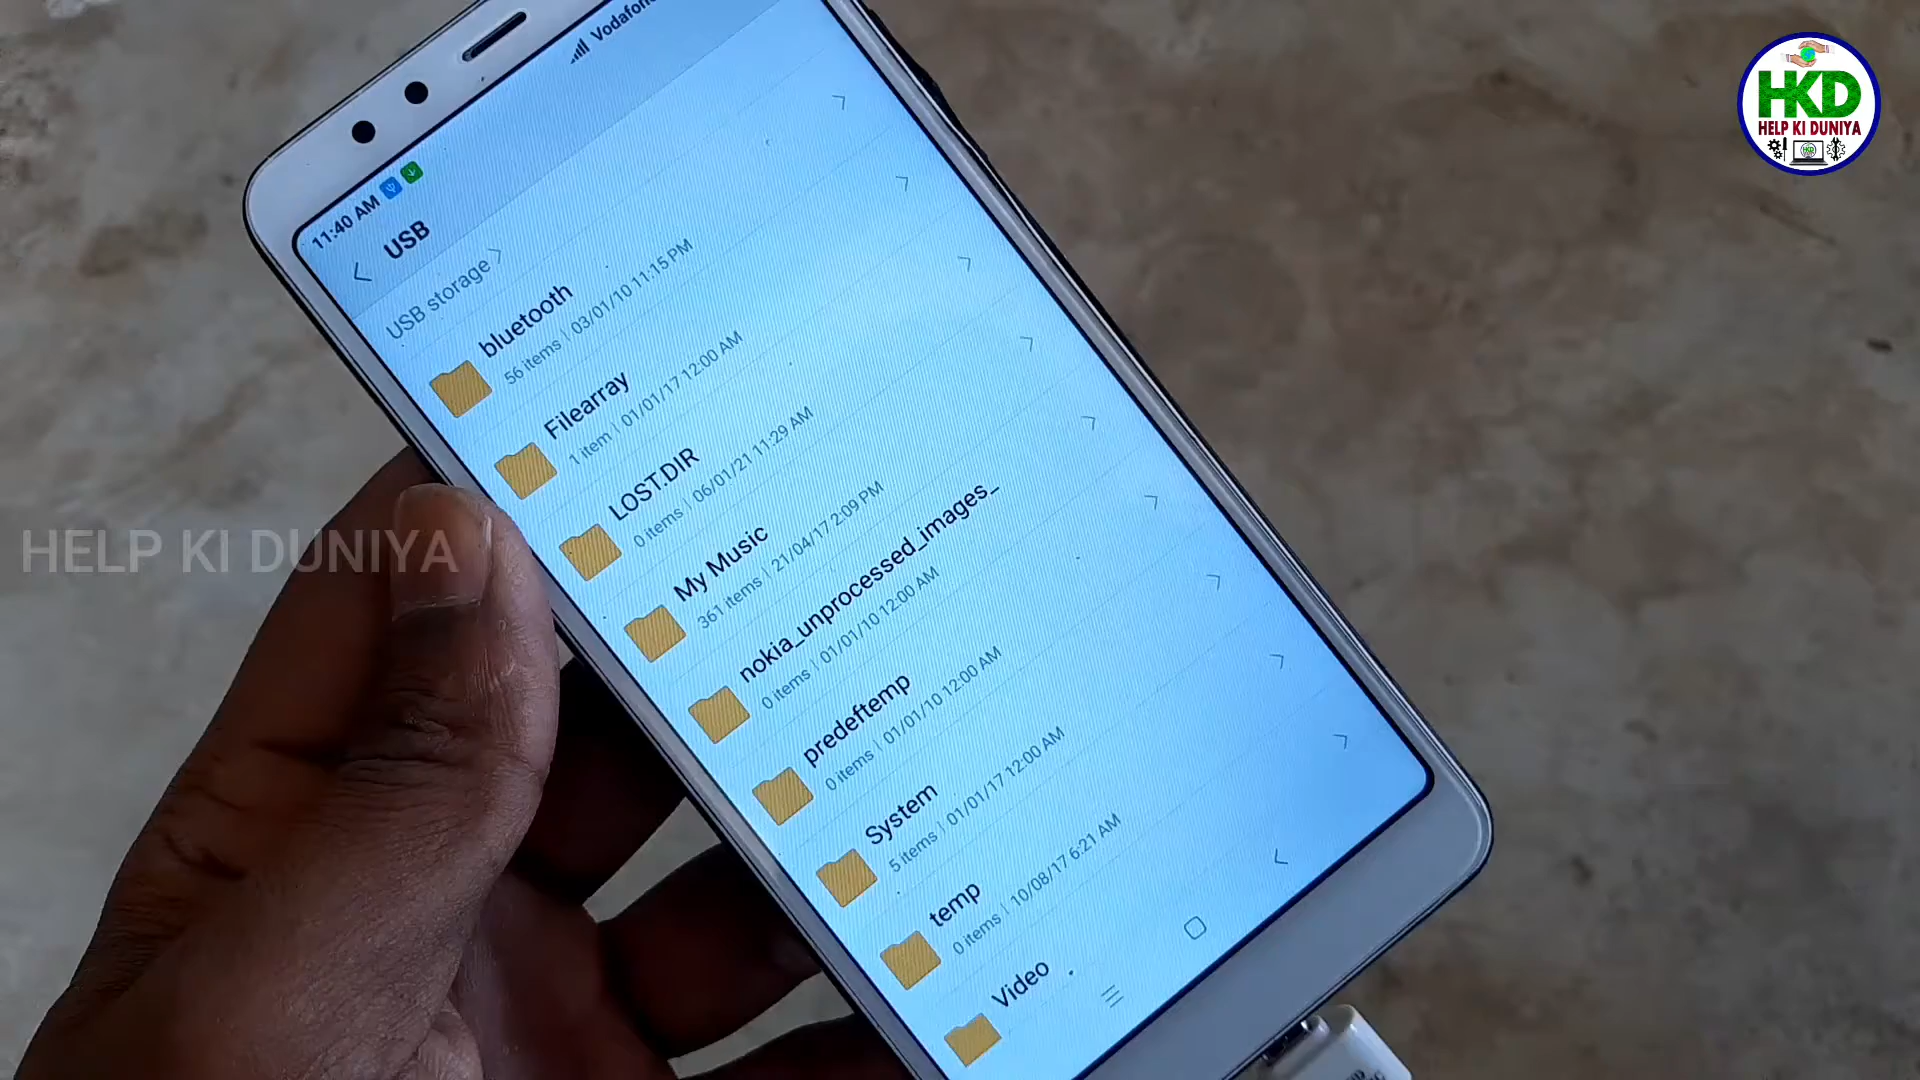 Vodafone
11:40 AM
USB
USB storage
bluetooth
56 items | 03/01/10 11:15 PM
Filearray
1 item | 01/01/17 12:00 AM
LOST.DIR
0 items | 06/01/21 11:29 AM
My Music
361 items | 21/04/17 2:09 PM
nokia_unprocessed_images_
0 items | 01/01/10 12:00 AM
predeftemp
0 items | 01/01/10 12:00 AM
System
5 items | 01/01/17 12:00 AM
temp
0 items | 10/08/17 6:21 AM
Video
HKD
HELP KI DUNIYA
HELP KI DUNIYA